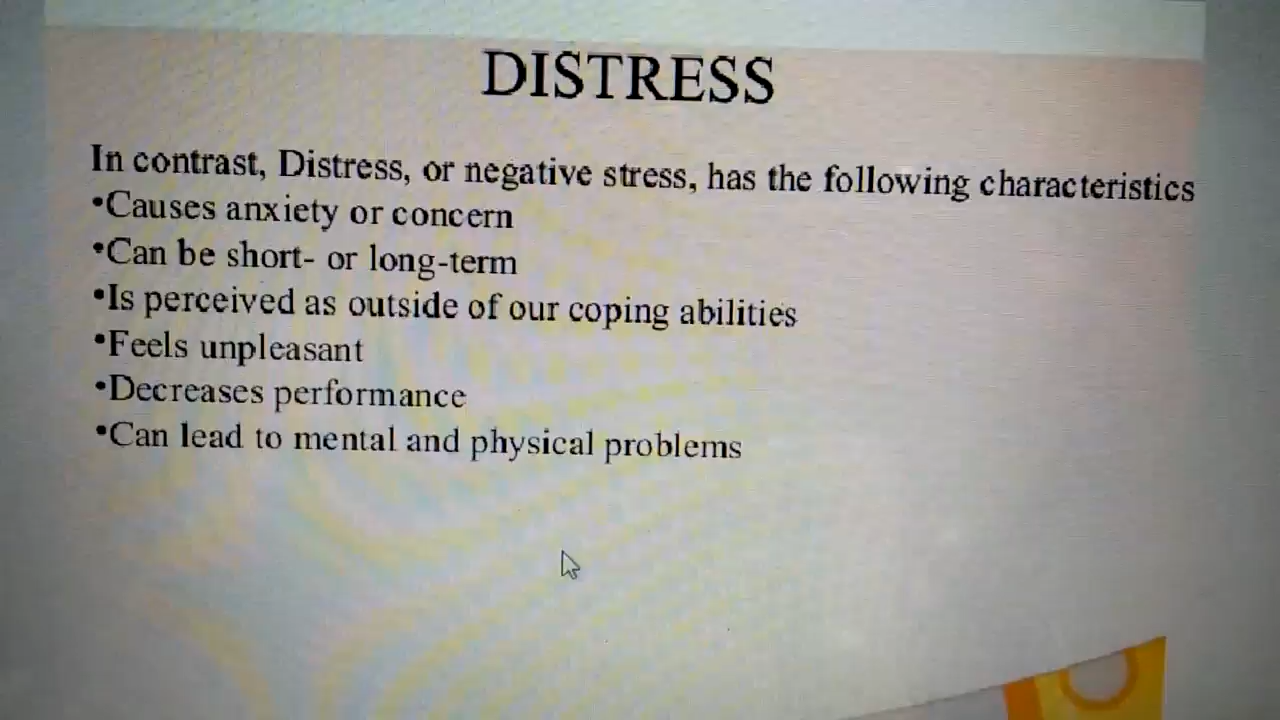 DISTRESS
In contrast, Distress, or negative stress, has the following characteristics
•Causes anxiety or concern
•Can be short- or long-term
•Is perceived as outside of our coping abilities
•Feels unpleasant
•Decreases performance
•Can lead to mental and physical problems